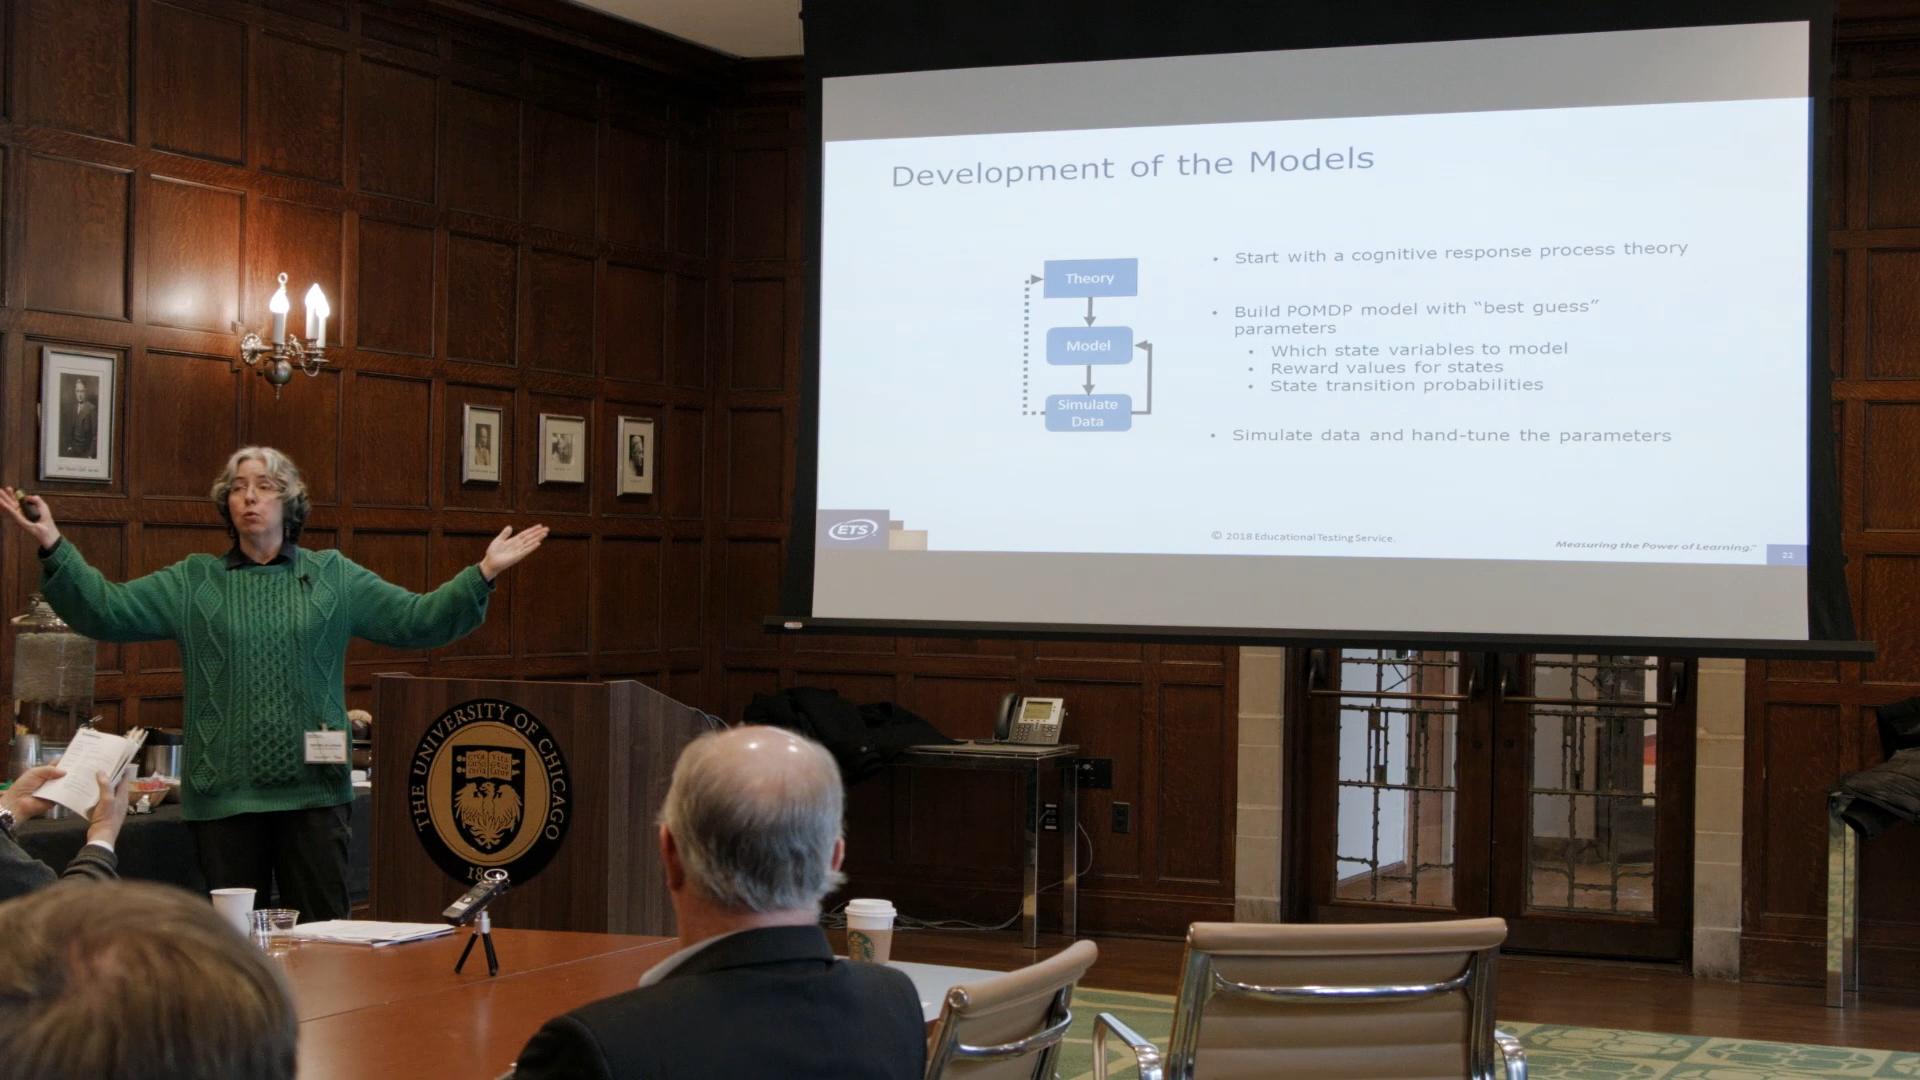 Development of the Models
Theory
Model
Simulate
Data
• Start with a cognitive response process theory
• Build POMDP model with “best guess”
parameters
• Which state variables to model
• Reward values for states
• State transition probabilities
• Simulate data and hand-tune the parameters
ETS
© 2018 Educational Testing Service.
Measuring the Power of Learning.™
22
THE UNIVERSITY OF CHICAGO
18